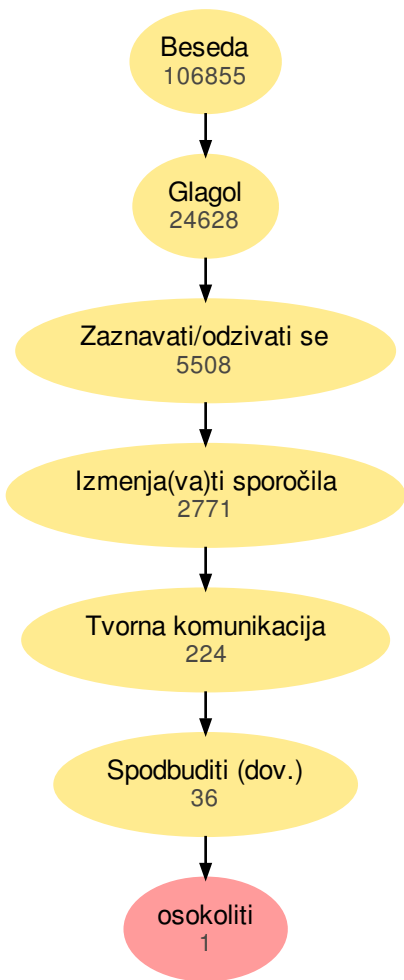 Beseda
106855
Glagol
24628
Zaznavati/odzivati se
5508
Izmenja(va)ti sporočila
2771
Tvorna komunikacija
224
Spodbuditi (dov.)
36
osokoliti
1